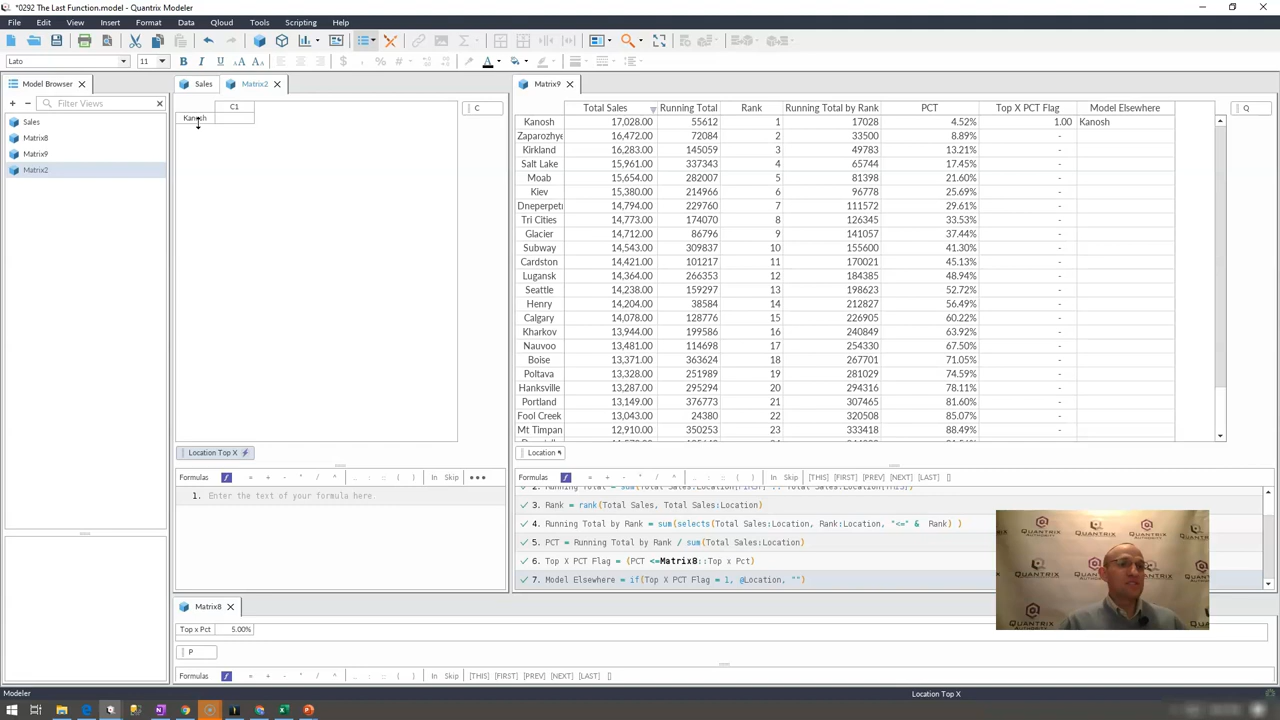 *0292 The Last Function.model - Quantrix Modeler
File Edit View Insert Format Data Qloud Tools Scripting Help
Lato 11
Model Browser
Filter Views
Sales
Matrix8
Matrix9
Matrix2
Sales Matrix2
C1
Kanosh
C
Location Top X
Formulas In Skip
1. Enter the text of your formula here.
Matrix9
Total Sales Running Total Rank Running Total by Rank PCT Top X PCT Flag Model Elsewhere
Kanosh 17,028.00 55612 1 17028 4.52% 1.00 Kanosh
Zaparozhye 16,472.00 72084 2 33500 8.89% -
Kirkland 16,283.00 145059 3 49783 13.21% -
Salt Lake 15,961.00 337343 4 65744 17.45% -
Moab 15,654.00 282007 5 81398 21.60% -
Kiev 15,380.00 214966 6 96778 25.69% -
Dneperpetr 14,794.00 229760 7 111572 29.61% -
Tri Cities 14,773.00 174070 8 126345 33.53% -
Glacier 14,712.00 86796 9 141057 37.44% -
Subway 14,543.00 309837 10 155600 41.30% -
Cardston 14,421.00 101217 11 170021 45.13% -
Lugansk 14,364.00 266353 12 184385 48.94% -
Seattle 14,238.00 159297 13 198623 52.72% -
Henry 14,204.00 38584 14 212827 56.49% -
Calgary 14,078.00 128776 15 226905 60.22% -
Kharkov 13,944.00 199586 16 240849 63.92% -
Nauvoo 13,481.00 114698 17 254330 67.50% -
Boise 13,371.00 363624 18 267701 71.05% -
Poltava 13,328.00 251989 19 281029 74.59% -
Hanksville 13,287.00 295294 20 294316 78.11% -
Portland 13,149.00 376773 21 307465 81.60% -
Fool Creek 13,043.00 24380 22 320508 85.07% -
Mt Timpan 12,910.00 350253 23 333418 88.49% -
Q
Location
Formulas In Skip [THIS] [FIRST] [PREV] [NEXT] [LAST] []
3. Rank = rank(Total Sales, Total Sales:Location)
4. Running Total by Rank = sum(selects(Total Sales:Location, Rank:Location, "<=" & Rank) )
5. PCT = Running Total by Rank / sum(Total Sales:Location)
6. Top X PCT Flag = (PCT <=Matrix8::Top x Pct)
7. Model Elsewhere = if(Top X PCT Flag = 1, @Location, "")
QUANTRIX AUTHORITY
Matrix8
Top x Pct 5.00%
P
Formulas In Skip [THIS] [FIRST] [PREV] [NEXT] [LAST] []
Modeler Location Top X